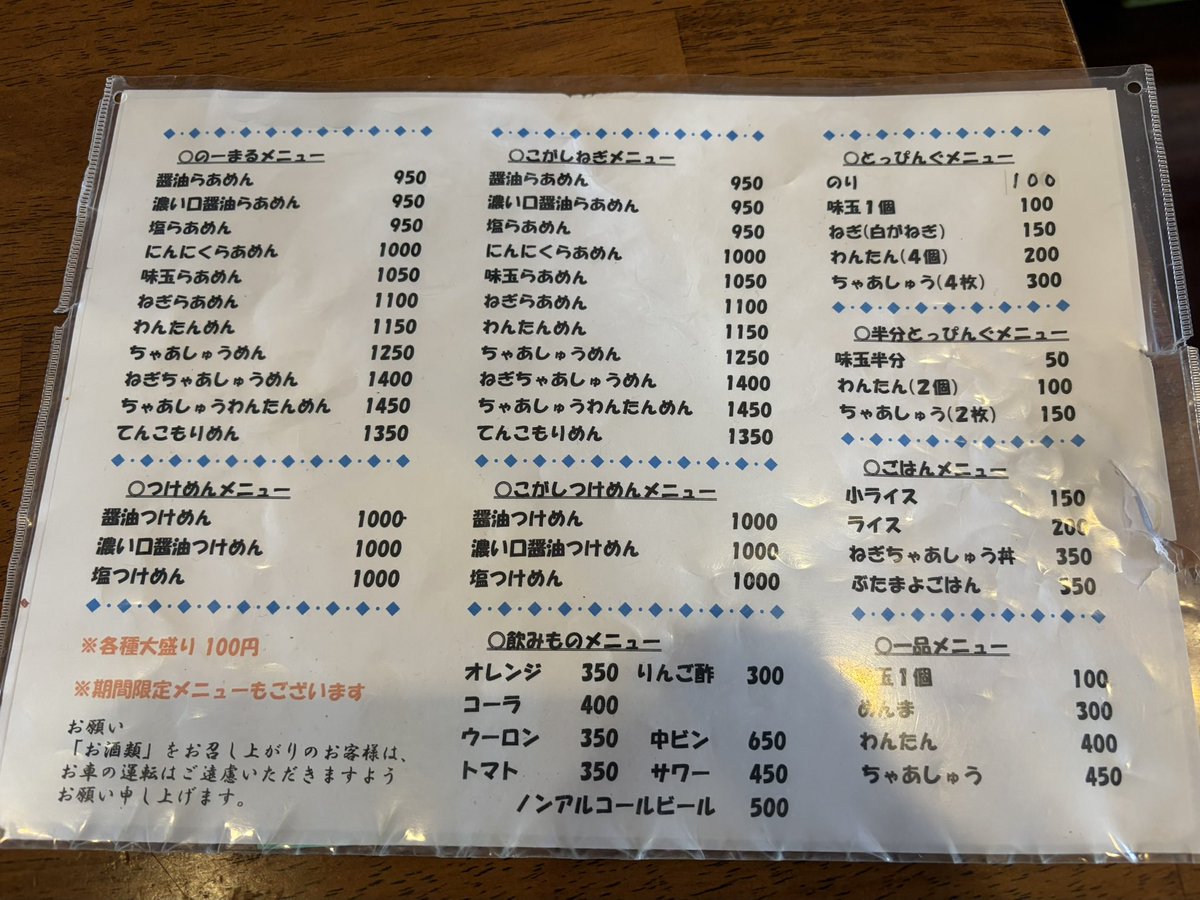 ○のーまるメニュー
醤油らあめん 950
濃い口醤油らあめん 950
塩らあめん 950
にんにくらあめん 1000
味玉らあめん 1050
ねぎらあめん 1100
わんたんめん 1150
ちゃあしゅうめん 1250
ねぎちゃあしゅうめん 1400
ちゃあしゅうわんたんめん 1450
てんこもりめん 1350
○つけめんメニュー
醤油つけめん 1000
濃い口醤油つけめん 1000
塩つけめん 1000
※各種大盛り 100円
※期間限定メニューもございます
お願い
「お酒類」をお召し上がりのお客様は、
お車の運転はご遠慮いただきますよう
お願い申し上げます。
○こがしねぎメニュー
醤油らあめん 950
濃い口醤油らあめん 950
塩らあめん 950
にんにくらあめん 1000
味玉らあめん 1050
ねぎらあめん 1100
わんたんめん 1150
ちゃあしゅうめん 1250
ねぎちゃあしゅうめん 1400
ちゃあしゅうわんたんめん 1450
てんこもりめん 1350
○こがしつけめんメニュー
醤油つけめん 1000
濃い口醤油つけめん 1000
塩つけめん 1000
○飲みものメニュー
オレンジ 350 りんご酢 300
コーラ 400
ウーロン 350 中ビン 650
トマト 350 サワー 450
ノンアルコールビール 500
○とっぴんぐメニュー
のり 100
味玉1個 100
ねぎ(白がねぎ) 150
わんたん(4個) 200
ちゃあしゅう(4枚) 300
○半分とっぴんぐメニュー
味玉半分 50
わんたん(2個) 100
ちゃあしゅう(2枚) 150
○ごはんメニュー
小ライス 150
ライス 200
ねぎちゃあしゅう丼 350
ぶたまよごはん 350
○一品メニュー
玉1個 100
めんま 300
わんたん 400
ちゃあしゅう 450